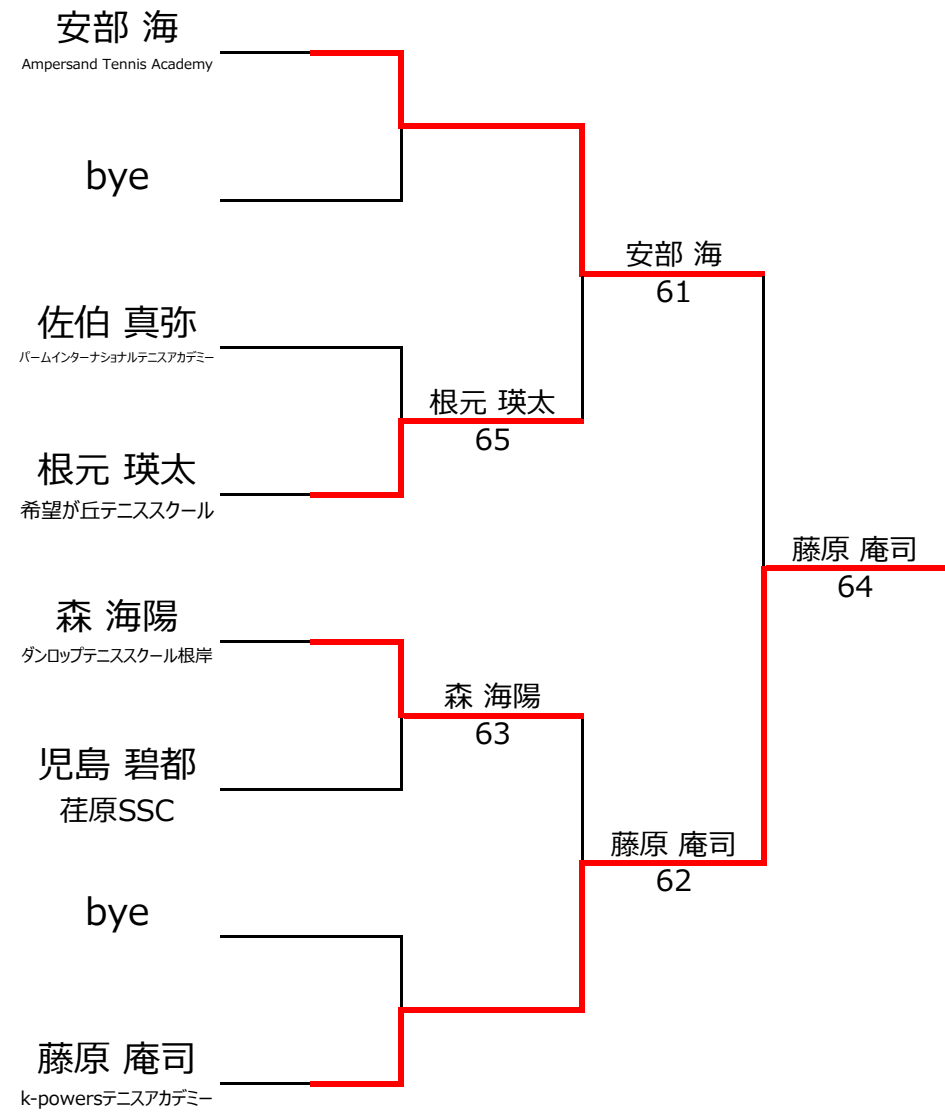 安部 海
Ampersand Tennis Academy
bye
佐伯 真弥
パームインターナショナルテニスアカデミー
根元 瑛太
希望が丘テニススクール
森 海陽
ダンロップテニススクール根岸
児島 碧都
荏原SSC
bye
藤原 庵司
k-powersテニスアカデミー
根元 瑛太
65
森 海陽
63
安部 海
61
藤原 庵司
62
藤原 庵司
64